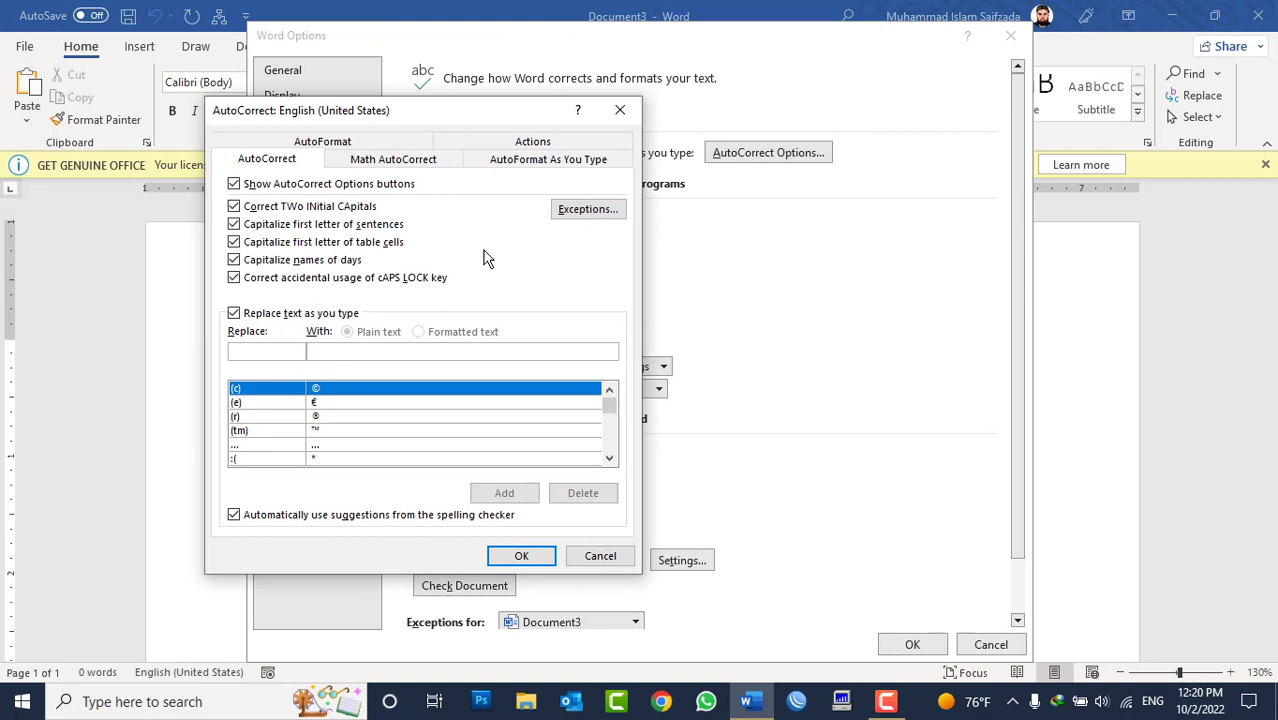 AutoSave Off Document3 - Word Muhammad Islam Saifzada
File Home Insert Draw D Share
Cut
Copy
Paste Format Painter
Clipboard
Calibri (Body)
B I
AaBbCcD
Subtitle
Find
Replace
Select
Editing
GET GENUINE OFFICE Your licens Learn more
Word Options
General
Display
abc Change how Word corrects and formats your text.
s you type: AutoCorrect Options...
rograms
AutoCorrect: English (United States)
AutoFormat Actions
AutoCorrect Math AutoCorrect AutoFormat As You Type
Show AutoCorrect Options buttons
Correct TWo INitial CApitals Exceptions...
Capitalize first letter of sentences
Capitalize first letter of table cells
Capitalize names of days
Correct accidental usage of cAPS LOCK key
Replace text as you type
Replace: With: Plain text Formatted text
(c) ©
(e) €
(r) ®
(tm) ™
... ...
:( *
Add Delete
Automatically use suggestions from the spelling checker
OK Cancel
gs
d
Settings...
Check Document
Exceptions for: Document3
OK Cancel
1 7
1
1
2
Page 1 of 1 0 words English (United States) Focus 130%
Type here to search 76°F ENG 12:20 PM
10/2/2022